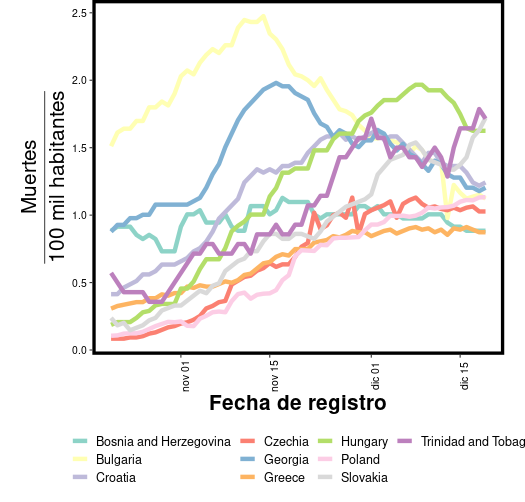 2.5
2.0
1.5
1.0
0.5
0.0
Muertes
100 mil habitantes
nov 01
nov 15
dic 01
dic 15
Fecha de registro
Bosnia and Herzegovina Czechia Hungary Trinidad and Tobag
Bulgaria Georgia Poland
Croatia Greece Slovakia